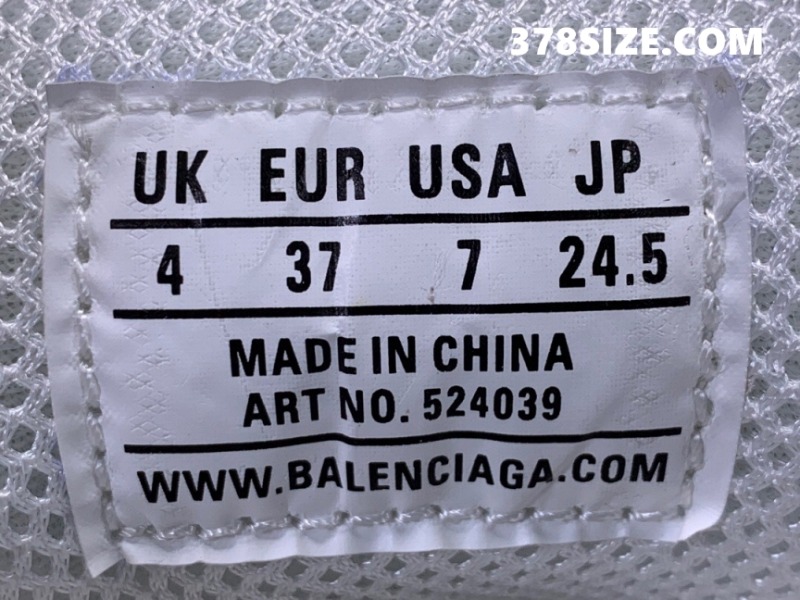 378SIZE.COM
UK EUR USA JP
4 37 7 24.5
MADE IN CHINA
ART NO. 524039
WWW.BALENCIAGA.COM